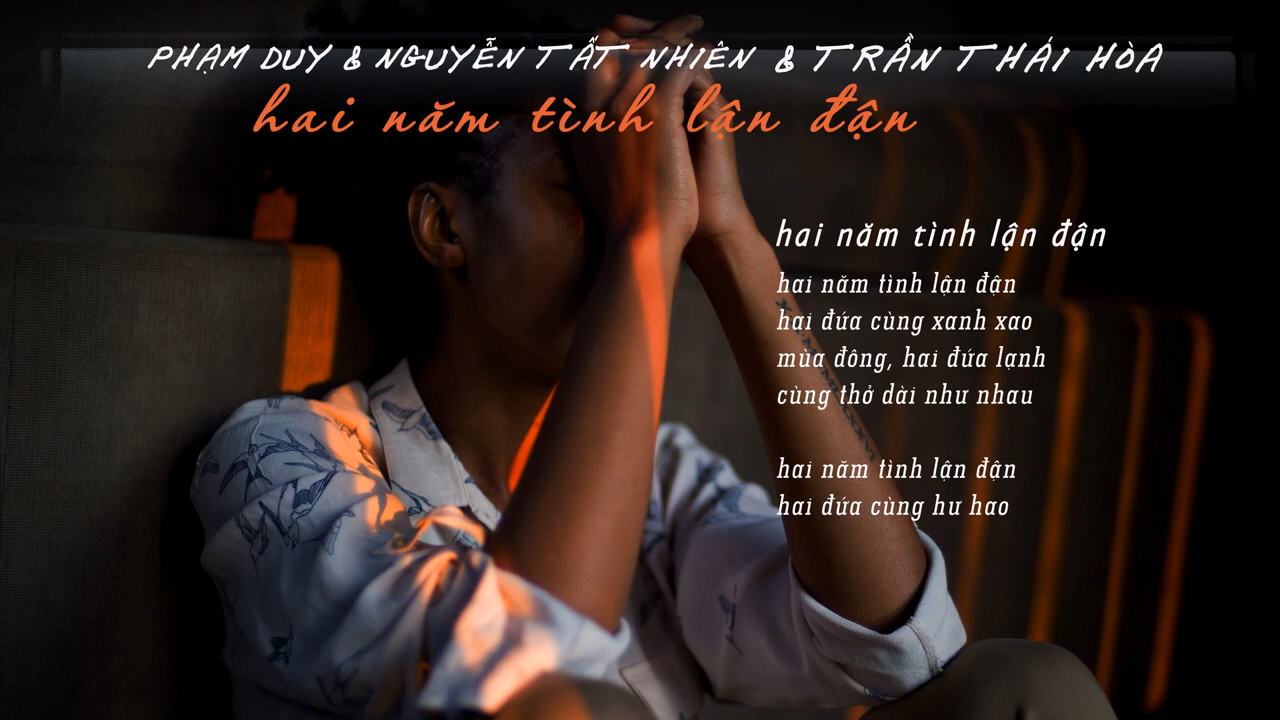 PHẠM DUY & NGUYỄN TẤT NHIÊN & TRẦN THÁI HÒA
hai năm tình lận đận
hai năm tình lận đận
hai năm tình lận đận
hai đứa cùng xanh xao
mùa đông, hai đứa lạnh
cùng thở dài như nhau
hai năm tình lận đận
hai đứa cùng hư hao